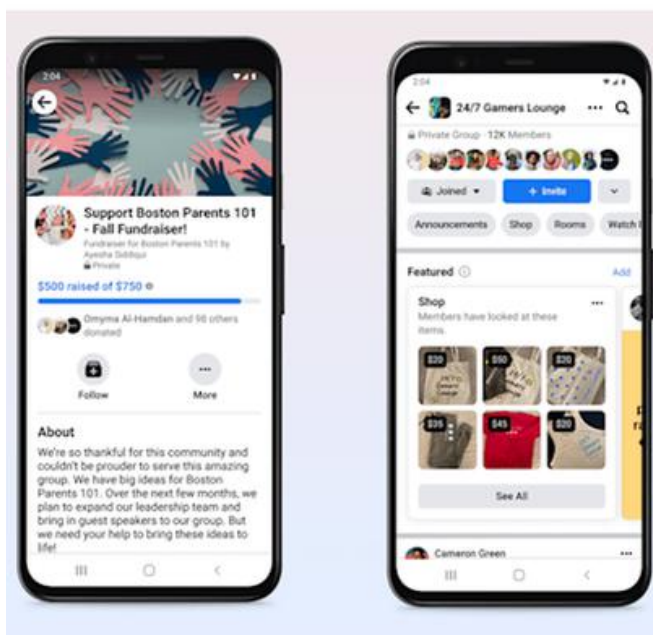 2:04
Support Boston Parents 101
- Fall Fundraiser!
Fundraiser for Boston Parents 101 by
Ayesha Siddiqui
Private
$500 raised of $750
Omyma Al-Hamdan and 98 others
donated
Follow
More
About
We're so thankful for this community and
couldn't be prouder to serve this amazing
group. We have big ideas for Boston
Parents 101. Over the next few months, we
plan to expand our leadership team and
bring in guest speakers to our group. But
we need your help to bring these ideas to
life!
2:04
24/7 Gamers Lounge
Private Group · 12K Members
Joined
+ Invite
Announcements
Shop
Rooms
Watch
Featured
Add
Shop
Members have looked at these
items.
$20
$50
$20
$35
$45
$20
See All
Cameron Green